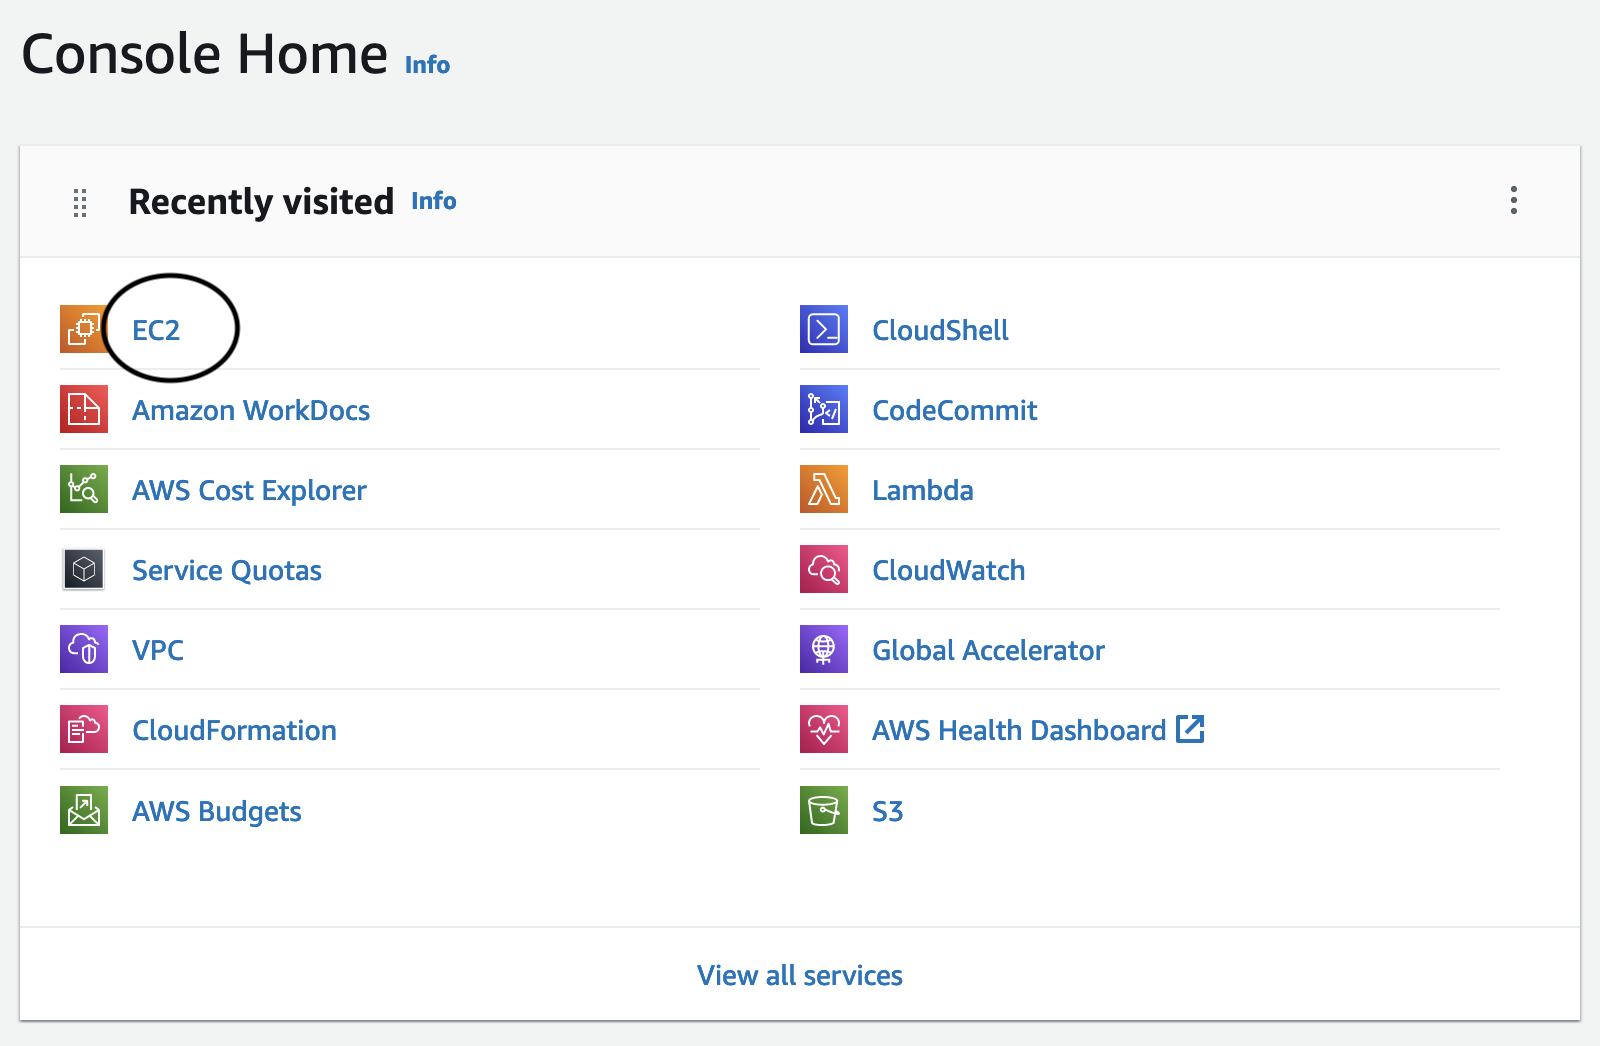 Console Home Info
Recently visited Info
EC2
Amazon WorkDocs
AWS Cost Explorer
Service Quotas
VPC
CloudFormation
AWS Budgets
CloudShell
CodeCommit
Lambda
CloudWatch
Global Accelerator
AWS Health Dashboard
S3
View all services